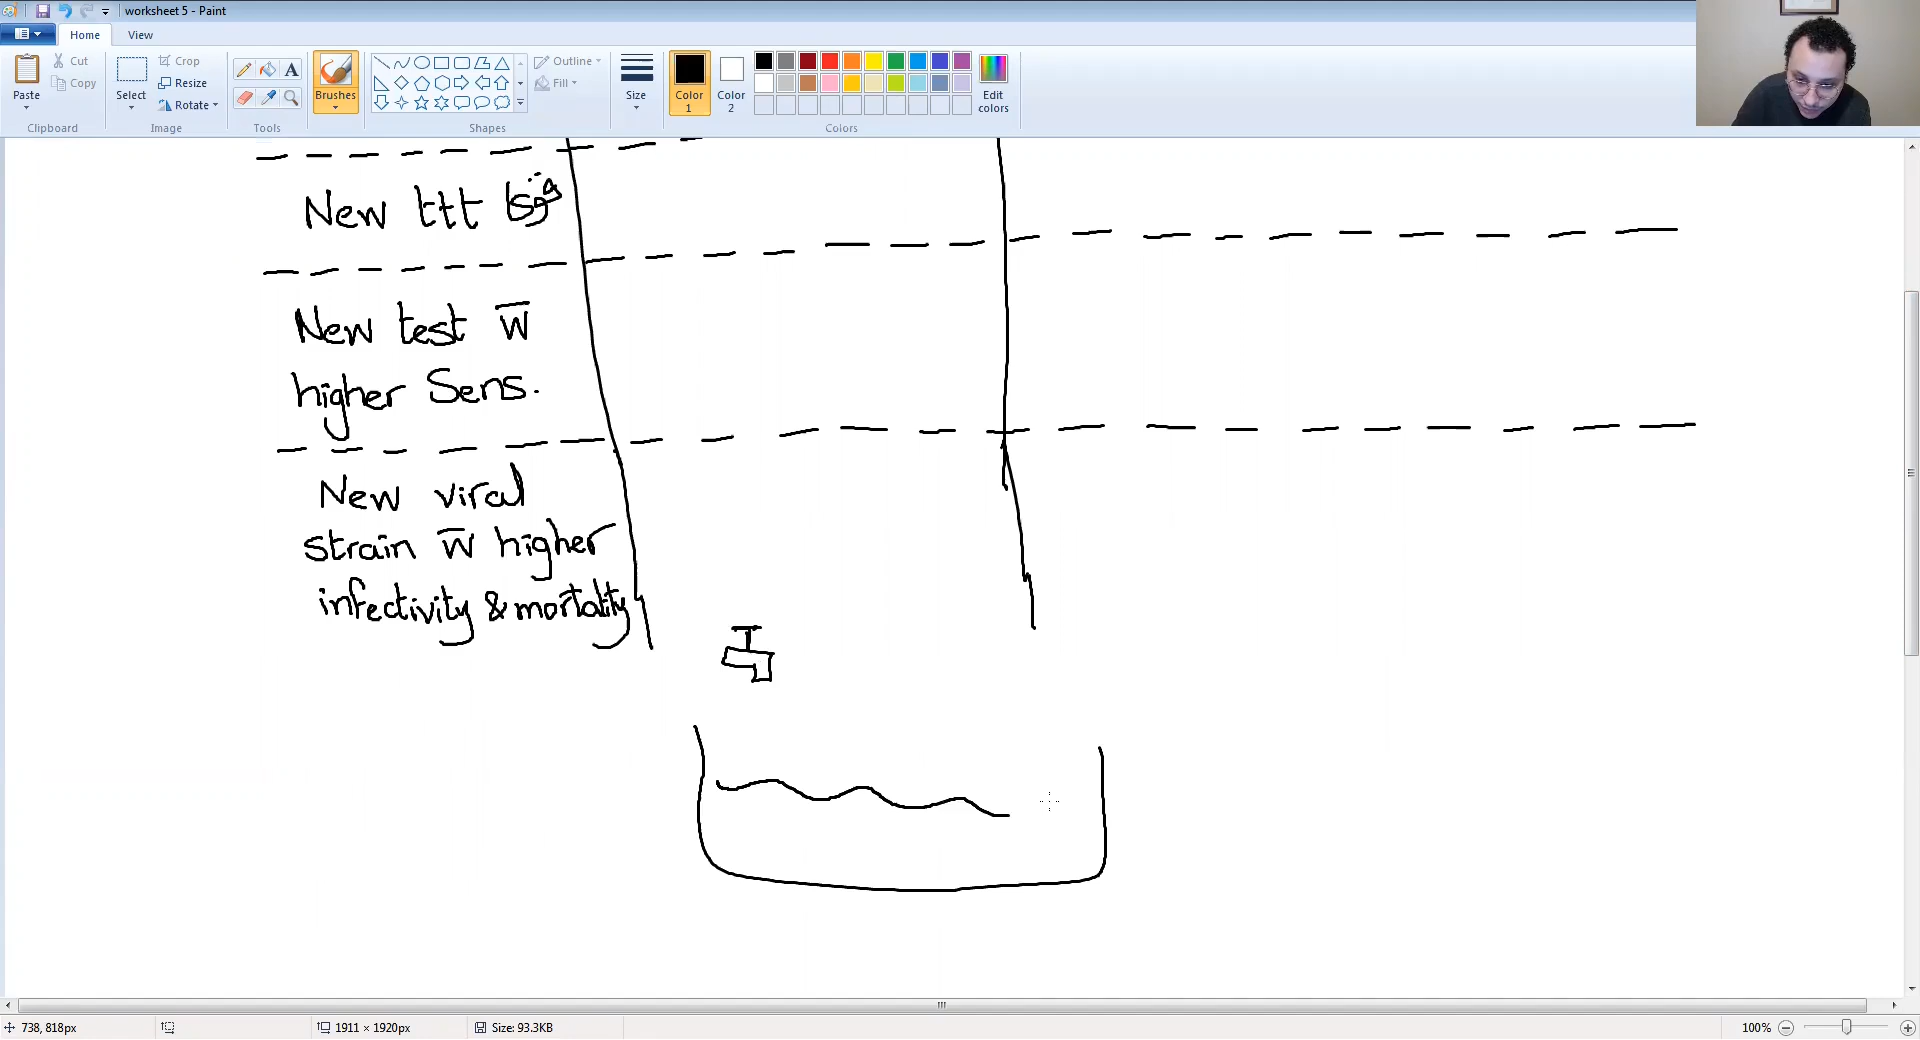 worksheet 5 - Paint
Home View
Paste
Cut
Copy
Clipboard
Select
Crop
Resize
Rotate
Image
Tools
Brushes
Shapes
Outline
Fill
Size
Color 1
Color 2
Edit colors
Colors
New ttt
New test w̅
higher Sens.
New viral
strain w̅ higher
infectivity & mortality
738, 818px
1911 × 1920px
Size: 93.3KB
100%